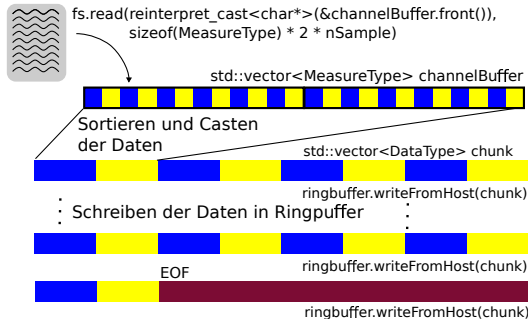 fs.read(reinterpret_cast<char*>(&channelBuffer.front()),
sizeof(MeasureType) * 2 * nSample)
std::vector<MeasureType> channelBuffer
Sortieren und Casten
der Daten
std::vector<DataType> chunk
ringbuffer.writeFromHost(chunk)
Schreiben der Daten in Ringpuffer
ringbuffer.writeFromHost(chunk)
EOF
ringbuffer.writeFromHost(chunk)